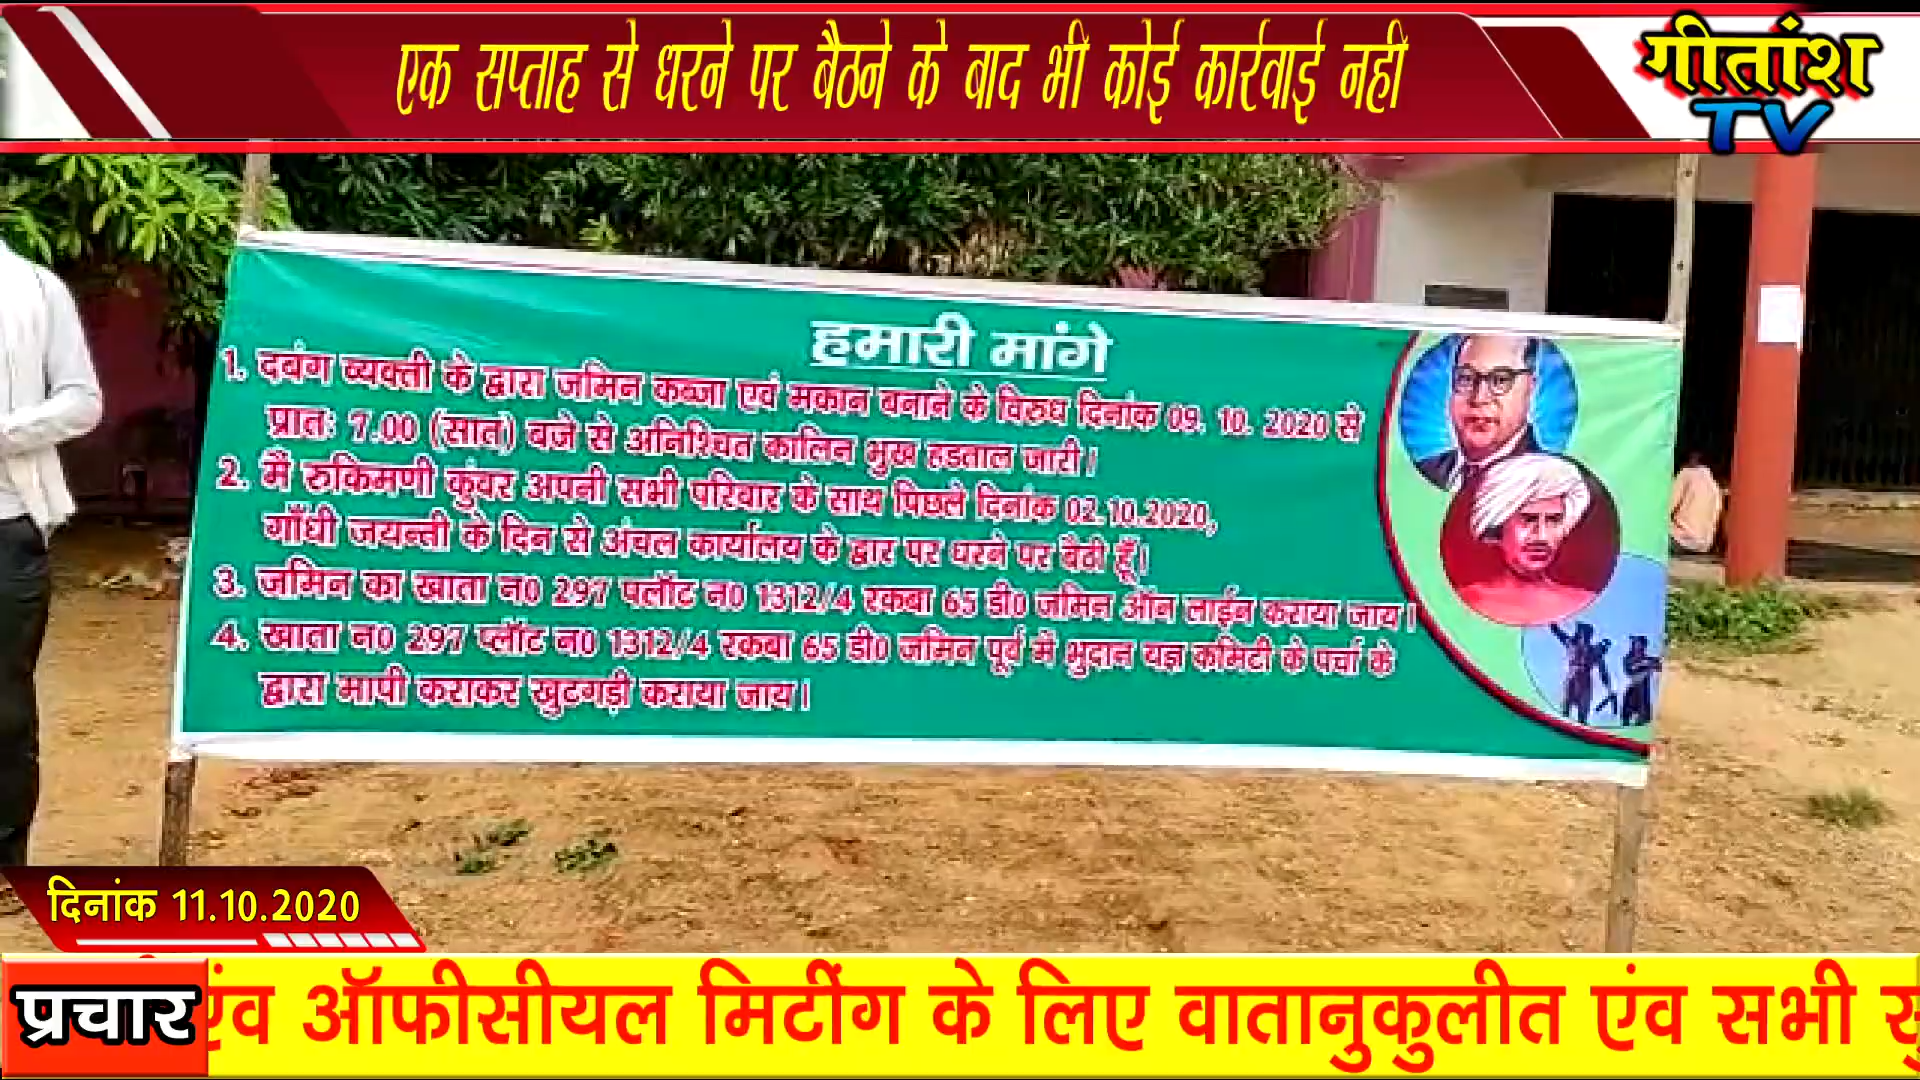 एक सप्ताह से धरने पर बैठने के बाद भी कोई कार्रवाई नहीं
गीतांश
TV
हमारी मांगे
1. दबंग व्यक्ती के द्वारा जमिन कब्जा एवं मकान बनाने के विरुध दिनांक 09. 10. 2020 से
प्रातः 7.00 (सात) बजे से अनिश्चित कालिन भुख हडताल जारी।
2. मैं रुकिमणी कुंवर अपनी सभी परिवार के साथ पिछले दिनांक 02.10.2020,
गाँधी जयन्ती के दिन से अंचल कार्यालय के द्वार पर धरने पर बैठी हूँ।
3. जमिन का खाता न0 297 प्लॉट न0 1312/4 रकबा 65 डी0 जमिन ऑन लाईन कराया जाय।
4. खाता न0 297 प्लॉट न0 1312/4 रकबा 65 डी0 जमिन पूर्व में भुदान यज्ञ कमिटी के पर्चा के
द्वारा मापी कराकर खुटगड़ी कराया जाय।
दिनांक 11.10.2020
प्रचार
एंव ऑफीसीयल मिटींग के लिए वातानुकुलीत एंव सभी